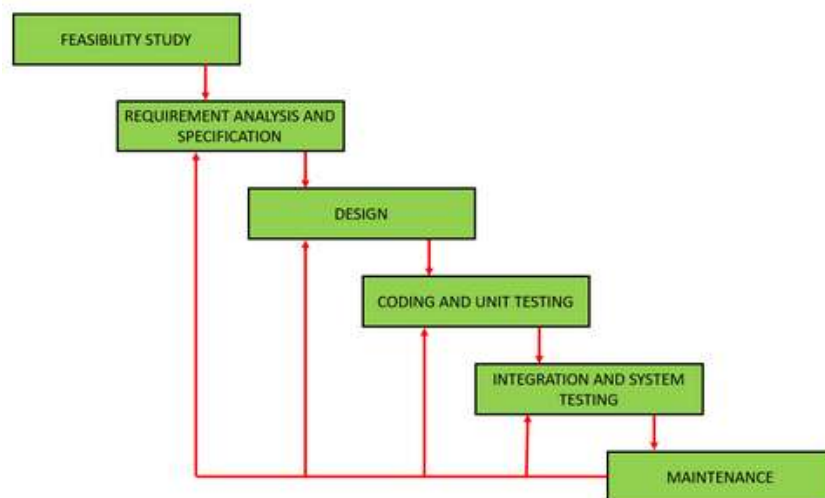 FEASIBILITY STUDY
REQUIREMENT ANALYSIS AND
SPECIFICATION
DESIGN
CODING AND UNIT TESTING
INTEGRATION AND SYSTEM
TESTING
MAINTENANCE